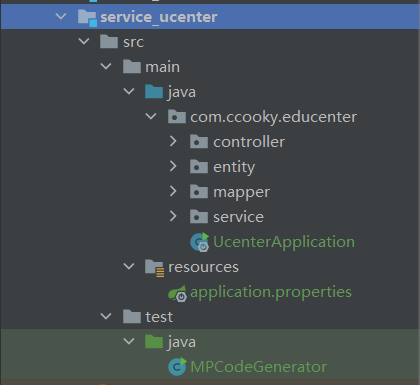 service_ucenter
src
main
java
com.ccooky.educenter
controller
entity
mapper
service
UcenterApplication
resources
application.properties
test
java
MPCodeGenerator